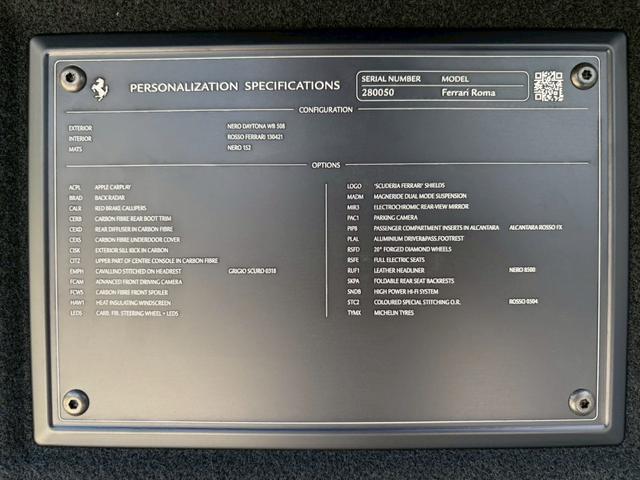 PERSONALIZATION SPECIFICATIONS
SERIAL NUMBER MODEL
280050 Ferrari Roma
CONFIGURATION
EXTERIOR NERO DAYTONA WB 508
INTERIOR ROSSO FERRARI 130421
MATS NERO 152
OPTIONS
ACPL APPLE CARPLAY
BRAD BACK RADAR
CALR RED BRAKE CALLIPERS
CERB CARBON FIBRE REAR BOOT TRIM
CEXD REAR DIFFUSER IN CARBON FIBRE
CEXS CARBON FIBRE UNDERDOOR COVER
CISK EXTERIOR SILL KICK IN CARBON
CLTZ UPPER PART OF CENTRE CONSOLE IN CARBON FIBRE
EMPH CAVALLINO STITCHED ON HEADREST GRIGIO SCURO 0318
FCAM ADVANCED FRONT DRIVING CAMERA
FCWS CARBON FIBRE FRONT SPOILER
HAW1 HEAT INSULATING WINDSCREEN
LEDS CARB. FIB. STEERING WHEEL + LEDS
LOGO "SCUDERIA FERRARI" SHIELDS
MADM MAGNERIDE DUAL MODE SUSPENSION
MIR3 ELECTROCHROMIC REAR-VIEW MIRROR
PAC1 PARKING CAMERA
PIP8 PASSENGER COMPARTMENT INSERTS IN ALCANTARA ALCANTARA ROSSO FX
PLAL ALUMINIUM DRIVER/PASS.FOOTREST
RSFD 20" FORGED DIAMOND WHEELS
RSFE FULL ELECTRIC SEATS
RUF1 LEATHER HEADLINER NERO 8500
SKPA FOLDABLE REAR SEAT BACKRESTS
SNDB HIGH POWER HI-FI SYSTEM
STC2 COLOURED SPECIAL STITCHING O.R. ROSSO 0504
TYMX MICHELIN TYRES